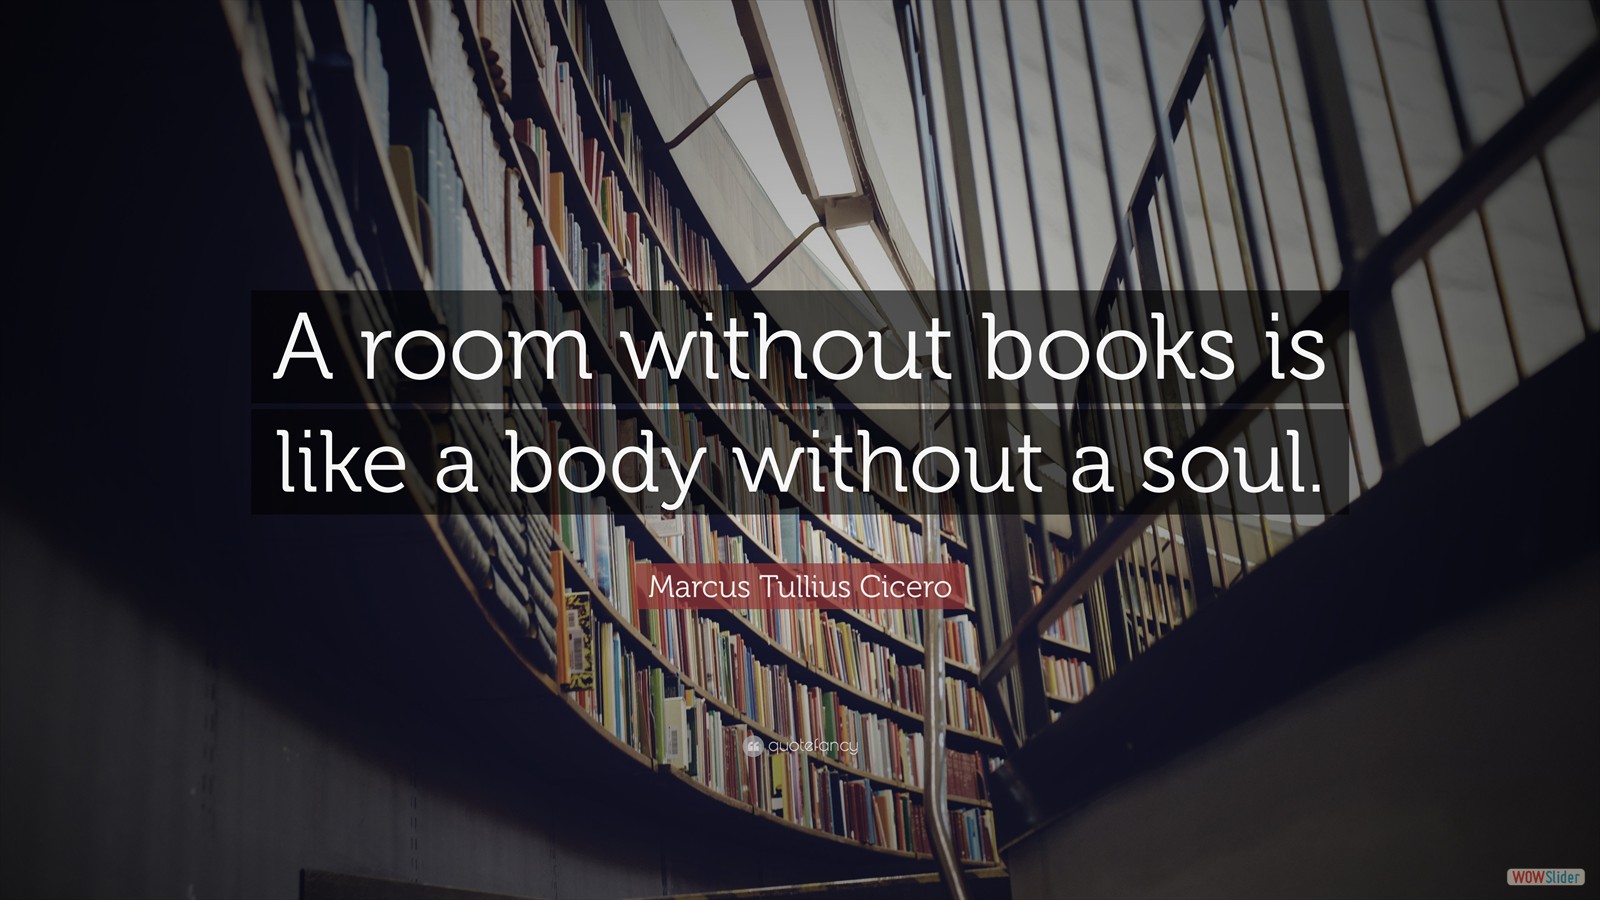 A room without books is
like a body without a soul.
Marcus Tullius Cicero
quotefancy
WOWSlider